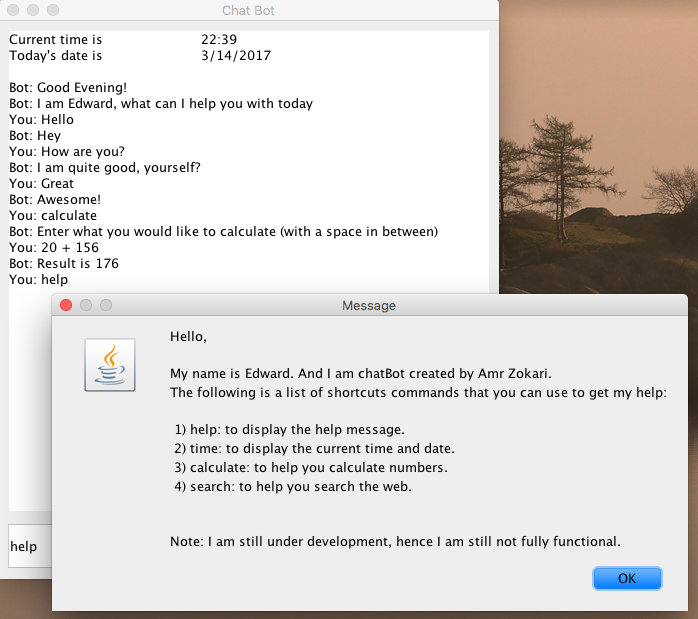 Chat Bot
Current time is 22:39
Today's date is 3/14/2017
Bot: Good Evening!
Bot: I am Edward, what can I help you with today
You: Hello
Bot: Hey
You: How are you?
Bot: I am quite good, yourself?
You: Great
Bot: Awesome!
You: calculate
Bot: Enter what you would like to calculate (with a space in between)
You: 20 + 156
Bot: Result is 176
You: help
help
Message
Hello,
My name is Edward. And I am chatBot created by Amr Zokari.
The following is a list of shortcuts commands that you can use to get my help:
1) help: to display the help message.
2) time: to display the current time and date.
3) calculate: to help you calculate numbers.
4) search: to help you search the web.
Note: I am still under development, hence I am still not fully functional.
OK